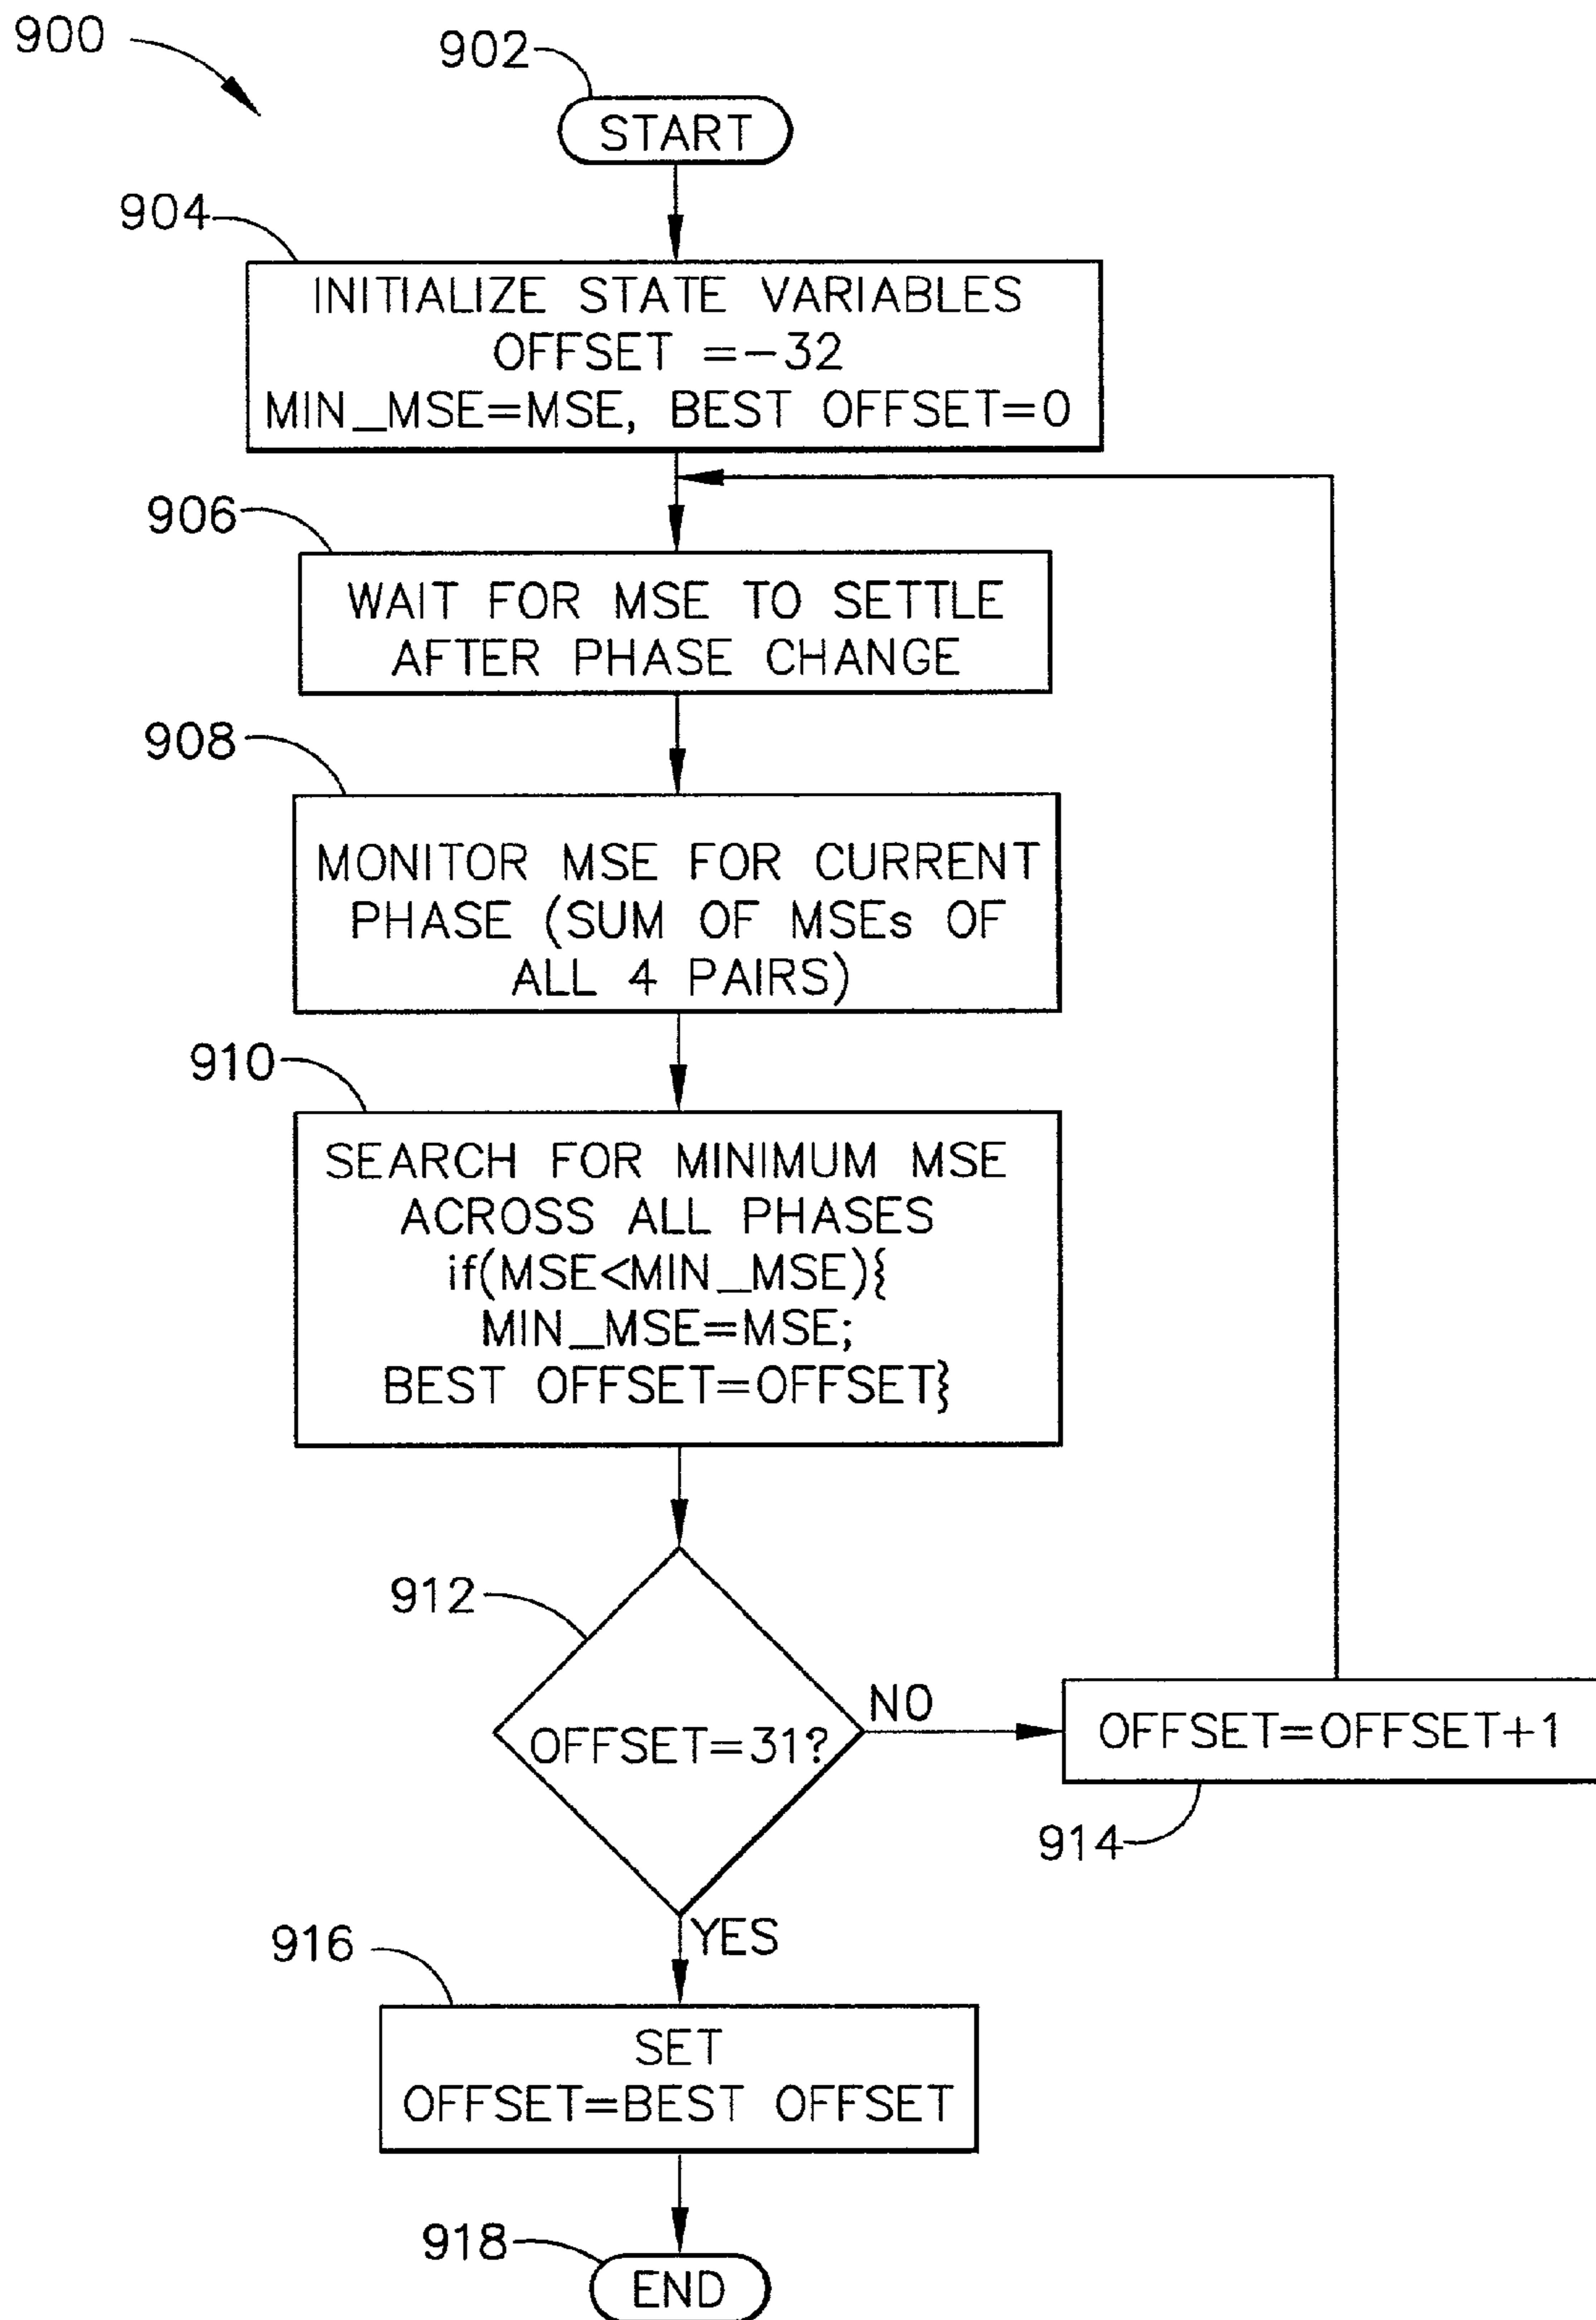 900
902
START
904
INITIALIZE STATE VARIABLES
OFFSET =-32
MIN_MSE=MSE, BEST OFFSET=0
906
WAIT FOR MSE TO SETTLE
AFTER PHASE CHANGE
908
MONITOR MSE FOR CURRENT
PHASE (SUM OF MSEs OF
ALL 4 PAIRS)
910
SEARCH FOR MINIMUM MSE
ACROSS ALL PHASES
if(MSE<MIN_MSE){
MIN_MSE=MSE;
BEST OFFSET=OFFSET}
912
OFFSET=31?
NO
OFFSET=OFFSET+1
914
YES
916
SET
OFFSET=BEST OFFSET
918
END